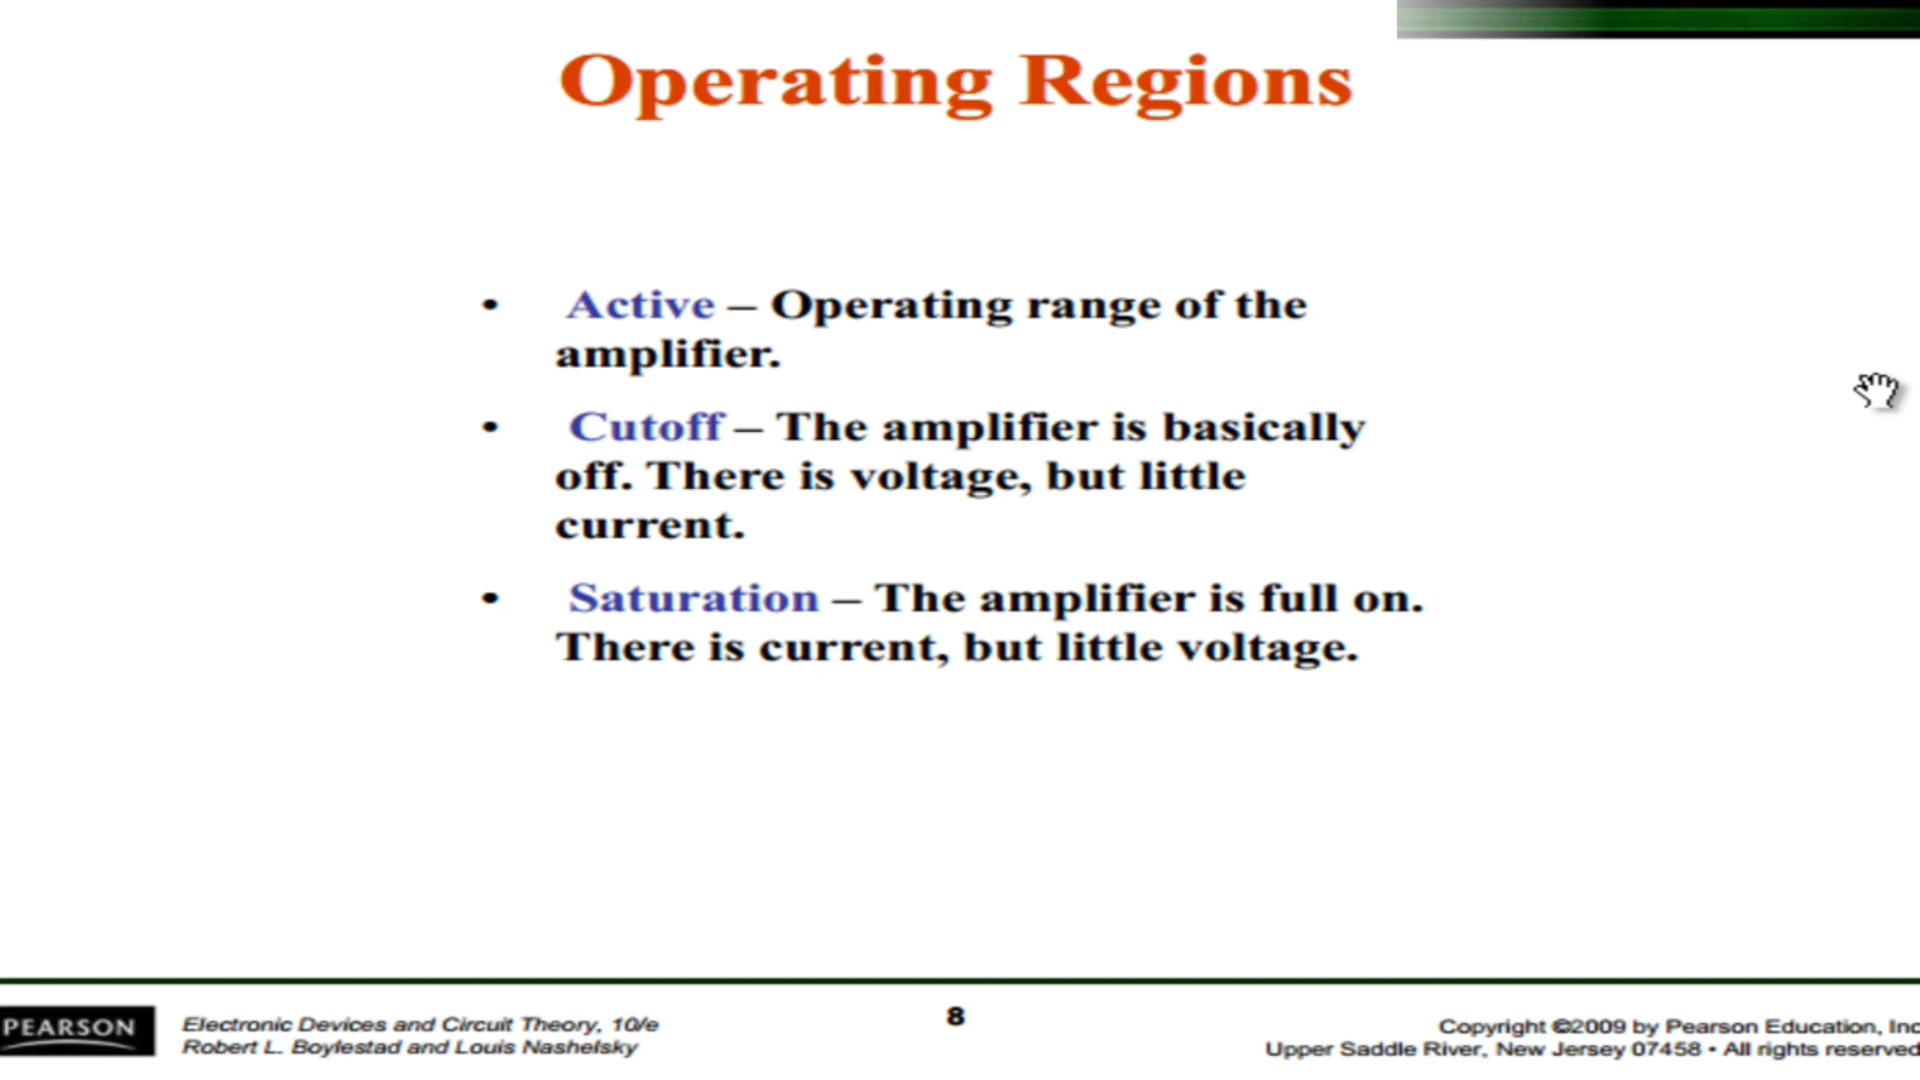 Operating Regions
• Active – Operating range of the
amplifier.
• Cutoff – The amplifier is basically
off. There is voltage, but little
current.
• Saturation – The amplifier is full on.
There is current, but little voltage.
PEARSON
Electronic Devices and Circuit Theory, 10/e
Robert L. Boylestad and Louis Nashelsky
8
Copyright ©2009 by Pearson Education, Inc
Upper Saddle River, New Jersey 07458 • All rights reserved